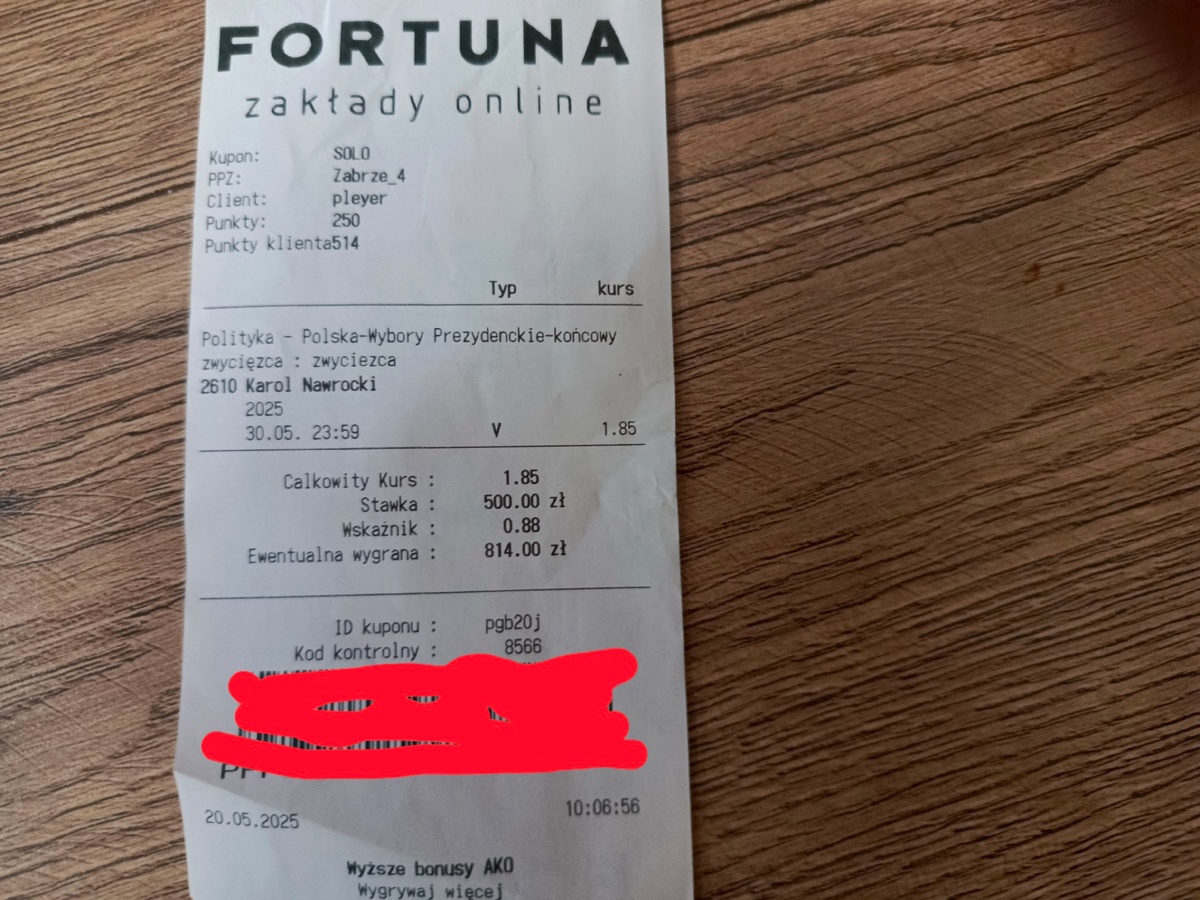 FORTUNA
zakłady online
Kupon: SOLO
PPZ: Zabrze_4
Client: pleyer
Punkty: 250
Punkty klienta514
Typ kurs
Polityka - Polska-Wybory Prezydenckie-końcowy
zwycięzca : zwyciezca
2610 Karol Nawrocki
2025
30.05. 23:59 V 1.85
Calkowity Kurs : 1.85
Stawka : 500.00 zł
Wskaźnik : 0.88
Ewentualna wygrana : 814.00 zł
ID kuponu : pgb20j
Kod kontrolny : 8566
20.05.2025 10:06:56
Wyższe bonusy AKO
Wygrywaj więcej